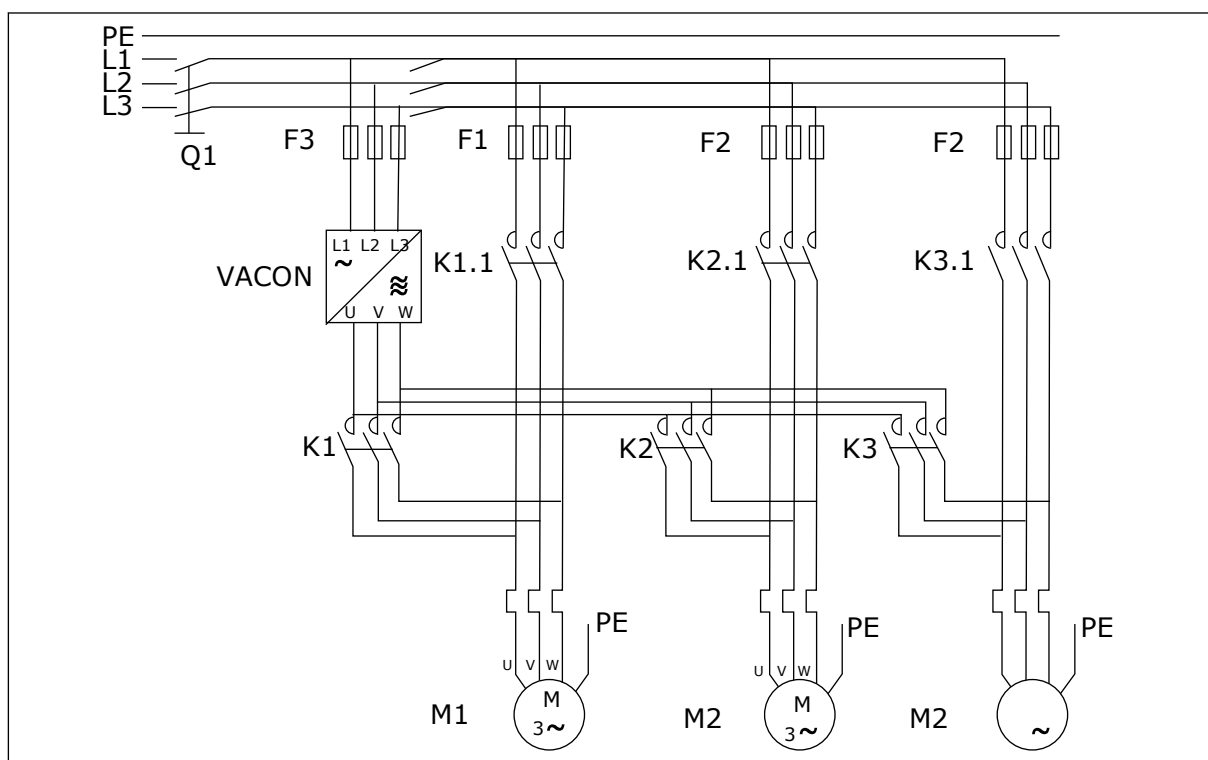 PE
L1
L2
L3
Q1
F3
F1
F2
F2
L1 L2 L3
~
≋
U V W
VACON
K1.1
K2.1
K3.1
K1
K2
K3
PE
PE
PE
U V W
U V W
M1
M
3~
M2
M
3~
M2
~